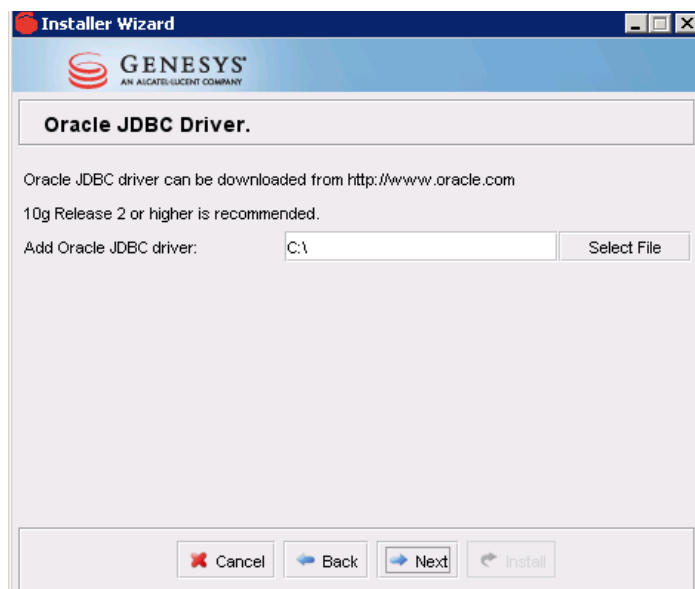 Installer Wizard
GENESYS
AN ALCATEL-LUCENT COMPANY
Oracle JDBC Driver.
Oracle JDBC driver can be downloaded from http://www.oracle.com
10g Release 2 or higher is recommended.
Add Oracle JDBC driver: C:\ Select File
Cancel Back Next Install